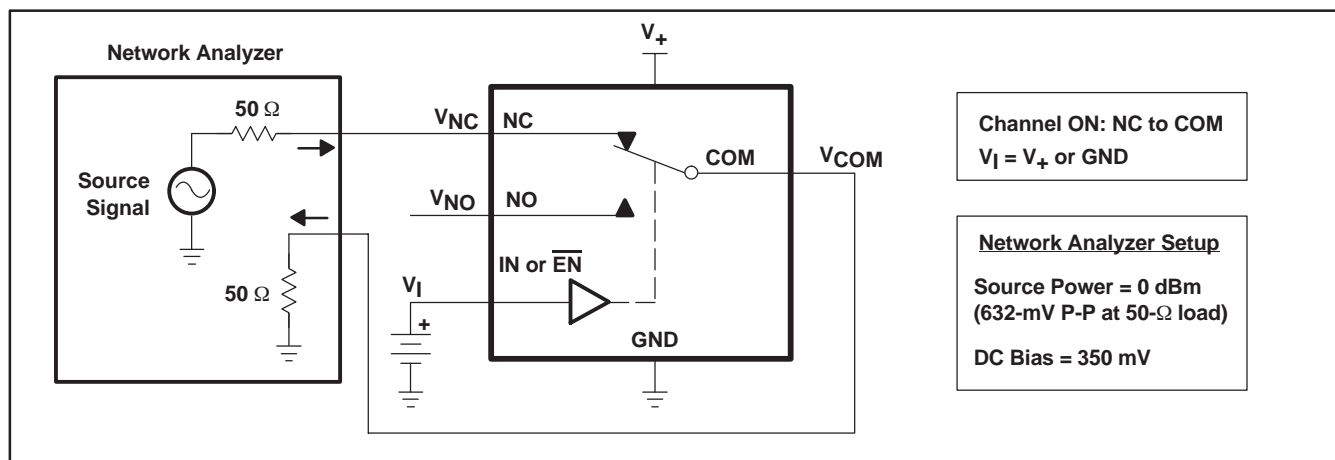 Network Analyzer
V+
50 Ω
VNC
NC
COM
VCOM
Source
Signal
VNO
NO
IN or E̅N̅
VI
+
50 Ω
GND
Channel ON: NC to COM
VI = V+ or GND
Network Analyzer Setup
Source Power = 0 dBm
(632-mV P-P at 50-Ω load)
DC Bias = 350 mV